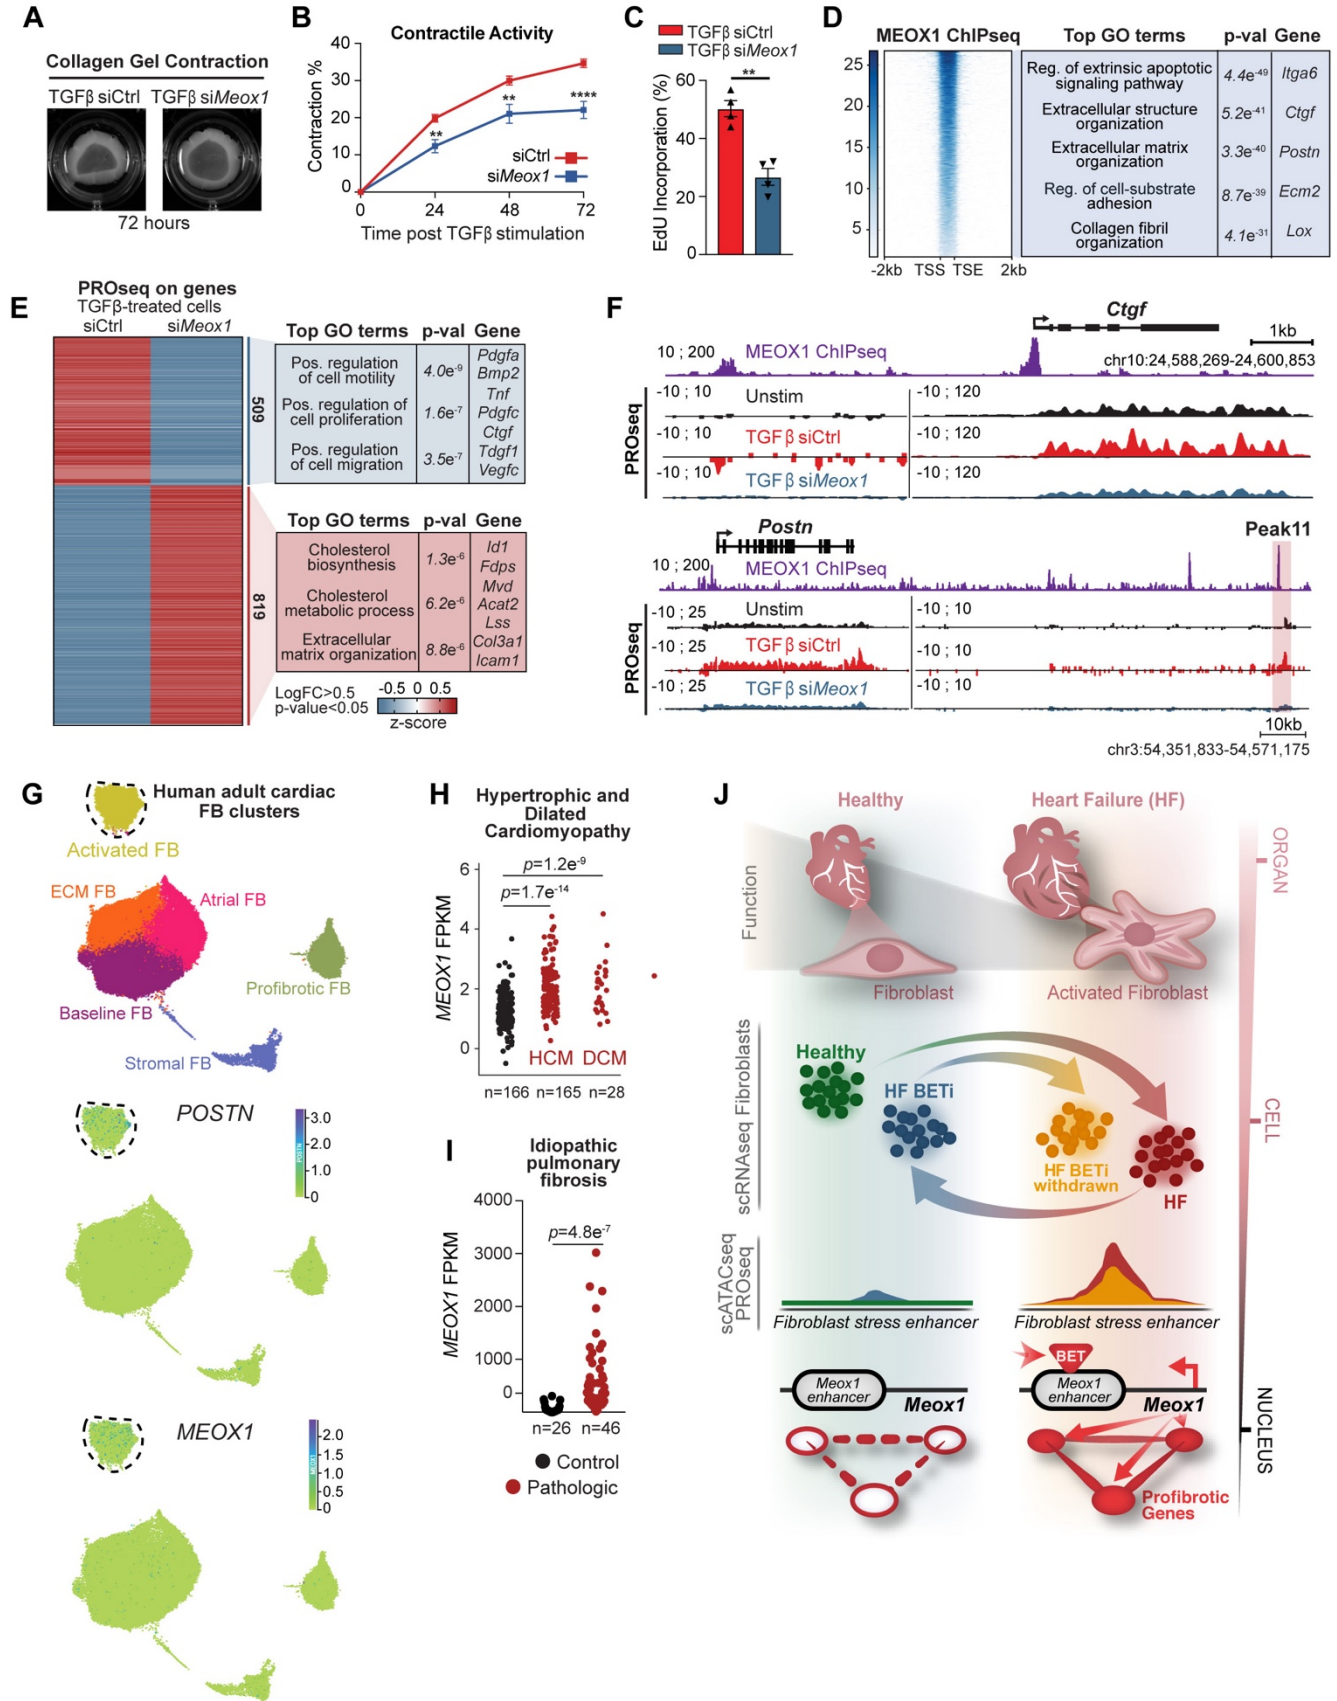 A
Collagen Gel Contraction
TGFβ siCtrl TGFβ siMeox1
72 hours
B
Contractile Activity
Contraction %
40
30
20
10
0
**
**
****
siCtrl
siMeox1
0 24 48 72
Time post TGFβ stimulation
C
TGFβ siCtrl
TGFβ siMeox1
EdU Incorporation (%)
60
40
20
0
**
D
MEOX1 ChIPseq
25
20
15
10
5
-2kb TSS TSE 2kb
Top GO terms p-val Gene
Reg. of extrinsic apoptotic
signaling pathway 4.4e-49 Itga6
Extracellular structure
organization 5.2e-41 Ctgf
Extracellular matrix
organization 3.3e-40 Postn
Reg. of cell-substrate
adhesion 8.7e-39 Ecm2
Collagen fibril
organization 4.1e-31 Lox
E
PROseq on genes
TGFβ-treated cells
siCtrl siMeox1
509
819
Top GO terms p-val Gene
Pos. regulation
of cell motility 4.0e-9
Pos. regulation of
cell proliferation 1.6e-7
Pos. regulation
of cell migration 3.5e-7
Pdgfa
Bmp2
Tnf
Pdgfc
Ctgf
Tdgf1
Vegfc
Top GO terms p-val Gene
Cholesterol
biosynthesis 1.3e-6
Cholesterol
metabolic process 6.2e-6
Extracellular
matrix organization 8.8e-6
Id1
Fdps
Mvd
Acat2
Lss
Col3a1
Icam1
LogFC>0.5
p-value<0.05
-0.5 0 0.5
z-score
F
Ctgf
1kb
chr10:24,588,269-24,600,853
10 ; 200 MEOX1 ChIPseq
PROseq
-10 ; 10 Unstim -10 ; 120
-10 ; 10 TGFβ siCtrl -10 ; 120
-10 ; 10 TGFβ siMeox1 -10 ; 120
Postn
Peak11
10 ; 200 MEOX1 ChIPseq
PROseq
-10 ; 25 Unstim -10 ; 10
-10 ; 25 TGFβ siCtrl -10 ; 10
-10 ; 25 TGFβ siMeox1 -10 ; 10
10kb
chr3:54,351,833-54,571,175
G
Human adult cardiac
FB clusters
Activated FB
ECM FB
Atrial FB
Profibrotic FB
Baseline FB
Stromal FB
POSTN
3.0
2.0
1.0
0
POSTN
MEOX1
2.0
1.5
1.0
0.5
0
MEOX1
H
Hypertrophic and
Dilated
Cardiomyopathy
MEOX1 FPKM
6
4
2
0
p=1.2e-9
p=1.7e-14
HCM DCM
n=166 n=165 n=28
I
Idiopathic
pulmonary
fibrosis
MEOX1 FPKM
4000
3000
2000
1000
0
p=4.8e-7
n=26 n=46
Control
Pathologic
J
Healthy
Heart Failure (HF)
Function
Fibroblast
Activated Fibroblast
ORGAN
scRNAseq Fibroblasts
Healthy
HF BETi
HF BETi
withdrawn
HF
CELL
scATACseq
PROseq
Fibroblast stress enhancer
Fibroblast stress enhancer
Meox1
enhancer
Meox1
BET
Meox1
enhancer
Meox1
Profibrotic
Genes
NUCLEUS